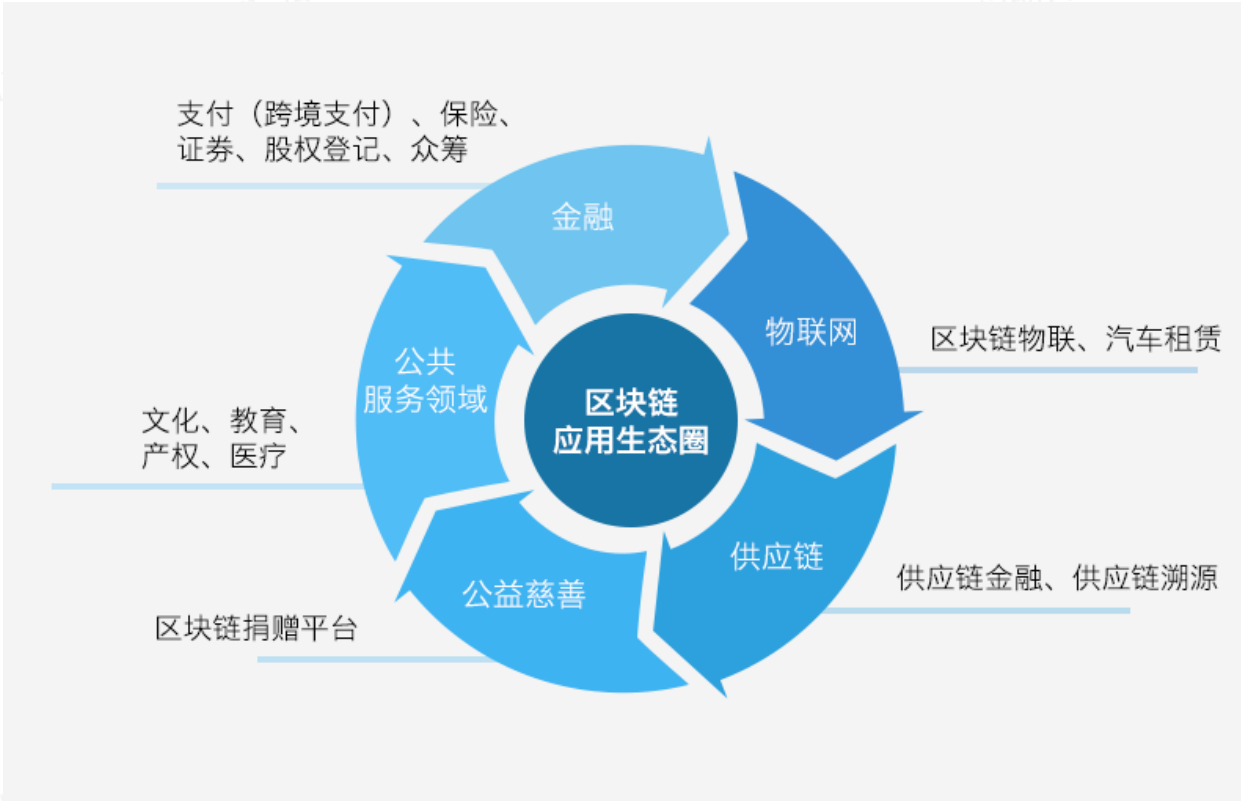 支付（跨境支付）、保险、
证券、股权登记、众筹
金融
物联网
区块链物联、汽车租赁
公共
服务领域
区块链
应用生态圈
文化、教育、
产权、医疗
供应链
供应链金融、供应链溯源
公益慈善
区块链捐赠平台